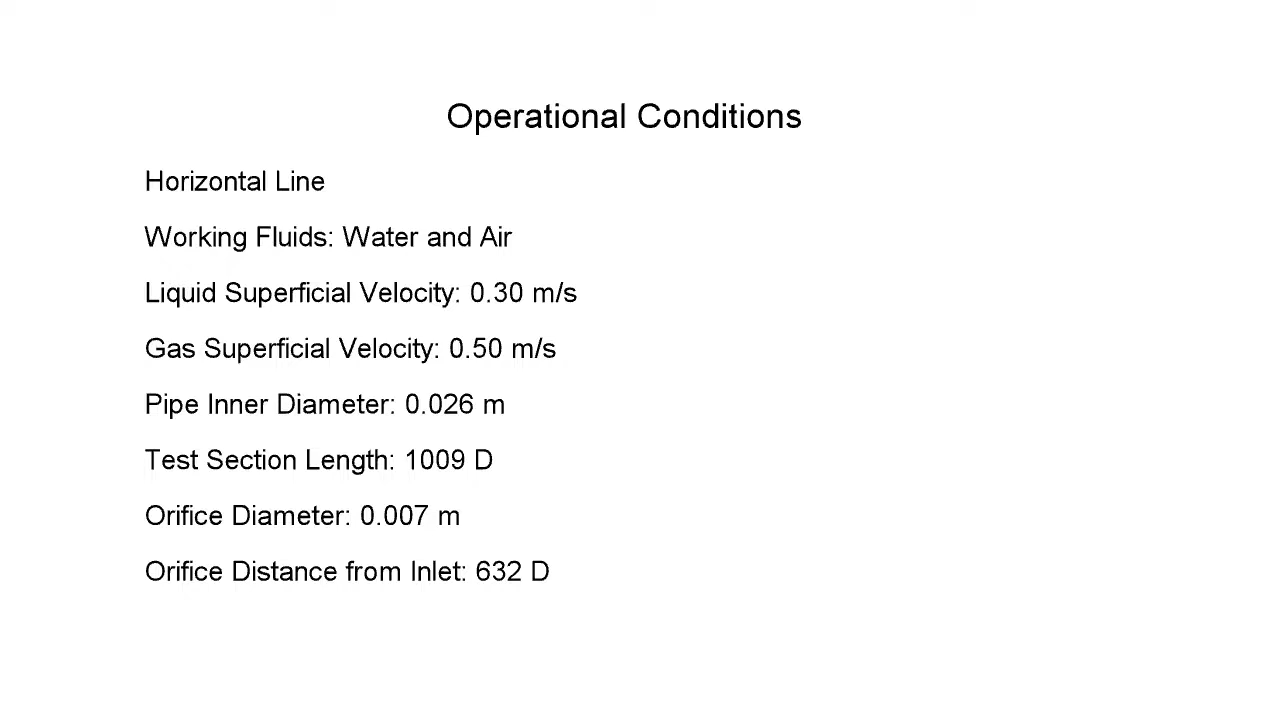 Operational Conditions
Horizontal Line
Working Fluids: Water and Air
Liquid Superficial Velocity: 0.30 m/s
Gas Superficial Velocity: 0.50 m/s
Pipe Inner Diameter: 0.026 m
Test Section Length: 1009 D
Orifice Diameter: 0.007 m
Orifice Distance from Inlet: 632 D